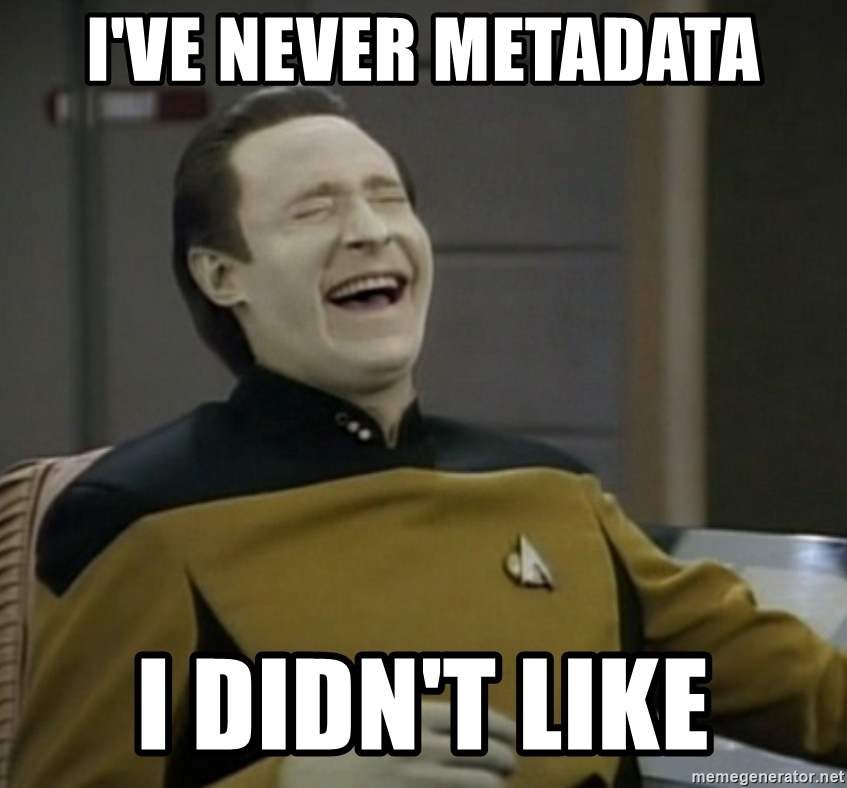 I'VE NEVER METADATA
I DIDN'T LIKE
memegenerator.net